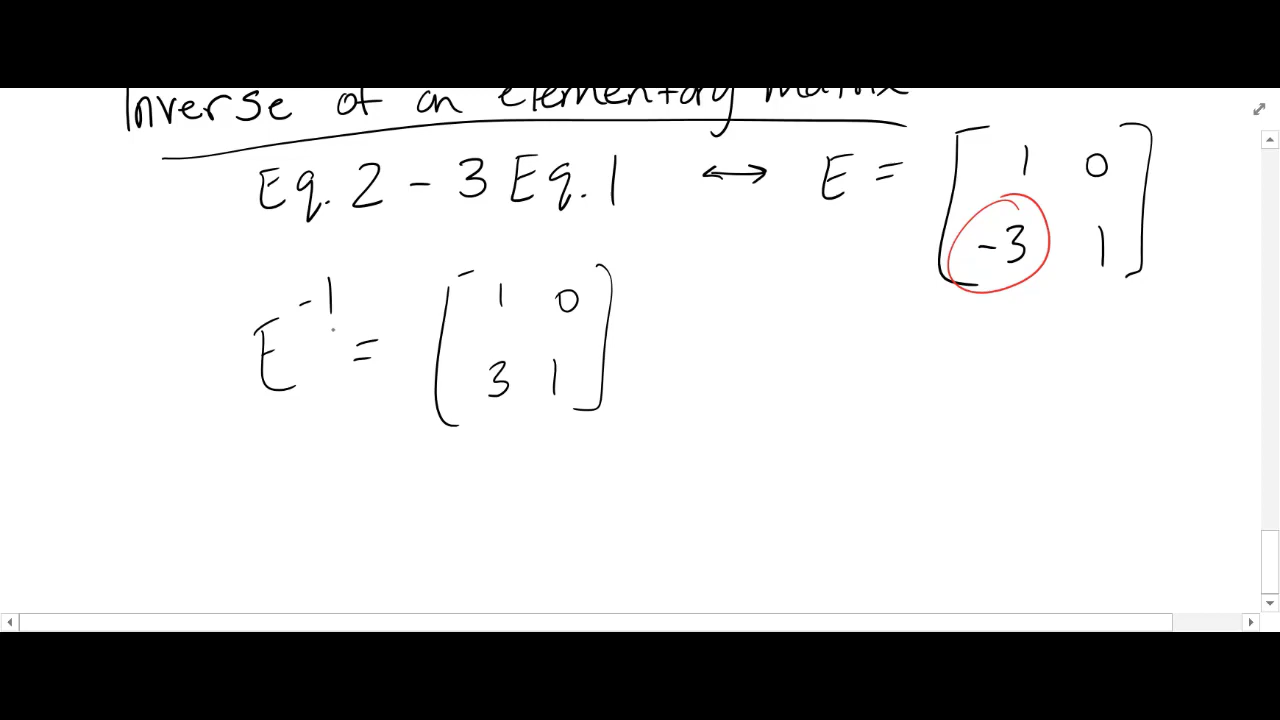 Inverse of an elementary matrix
Eq. 2 - 3 Eq. 1 ↔ E = [ 1 0
-3 1 ]
E⁻¹ = [ 1 0
3 1 ]